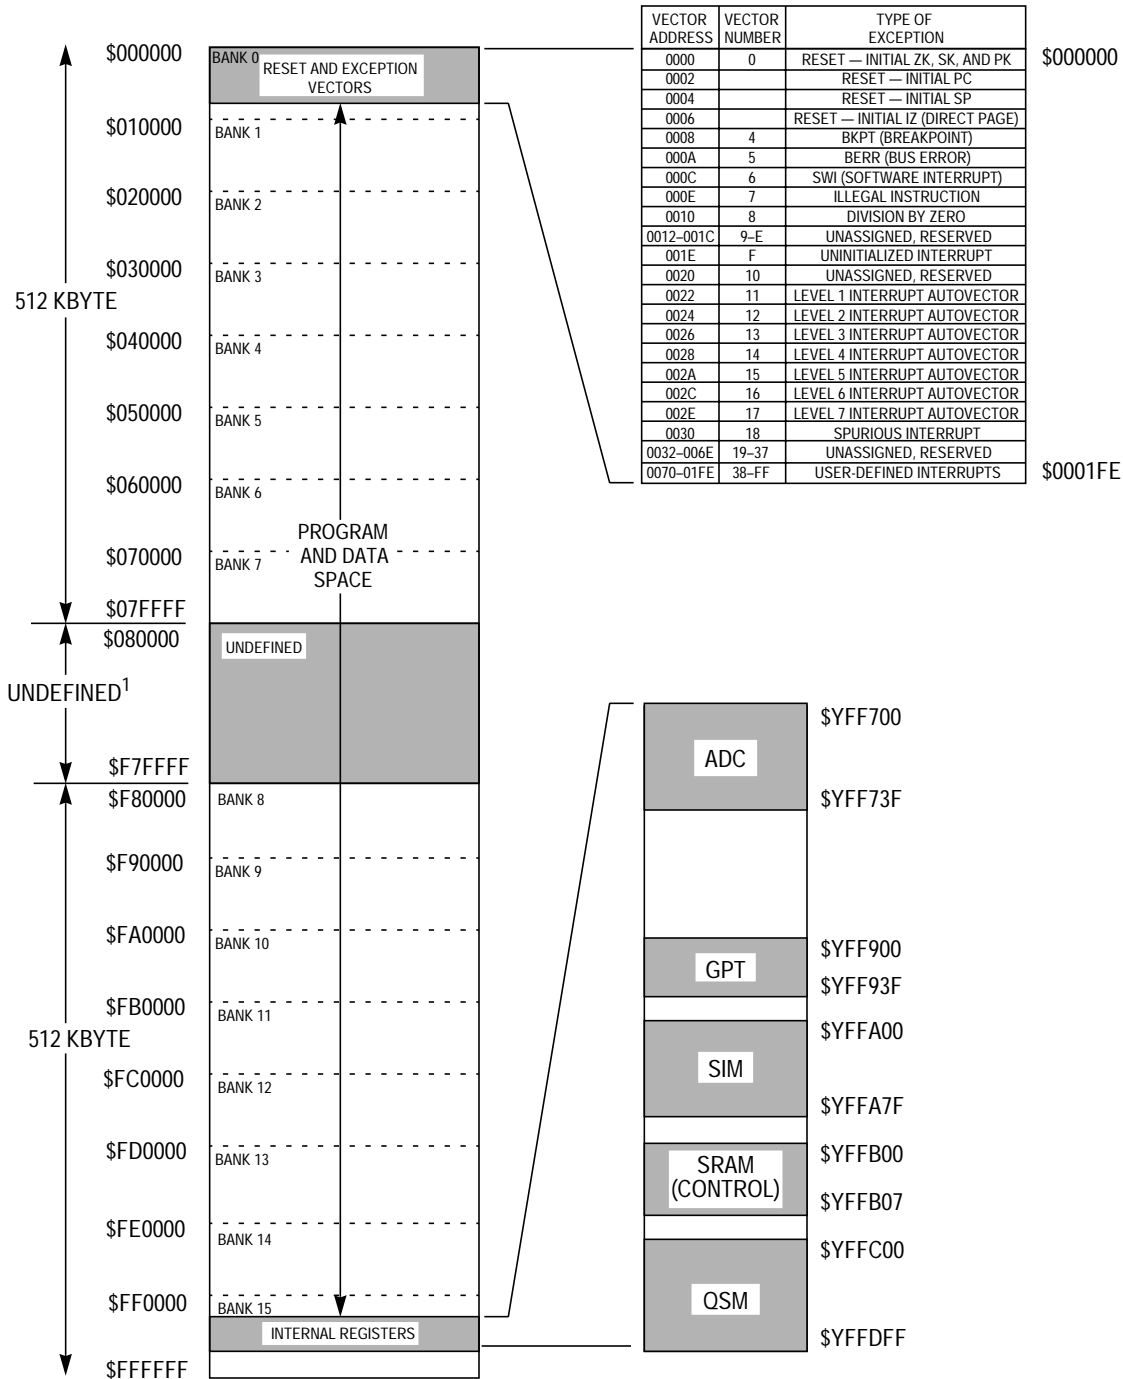 VECTOR ADDRESS VECTOR NUMBER TYPE OF EXCEPTION
0000 0 RESET — INITIAL ZK, SK, AND PK
0002 RESET — INITIAL PC
0004 RESET — INITIAL SP
0006 RESET — INITIAL IZ (DIRECT PAGE)
0008 4 BKPT (BREAKPOINT)
000A 5 BERR (BUS ERROR)
000C 6 SWI (SOFTWARE INTERRUPT)
000E 7 ILLEGAL INSTRUCTION
0010 8 DIVISION BY ZERO
0012–001C 9–E UNASSIGNED, RESERVED
001E F UNINITIALIZED INTERRUPT
0020 10 UNASSIGNED, RESERVED
0022 11 LEVEL 1 INTERRUPT AUTOVECTOR
0024 12 LEVEL 2 INTERRUPT AUTOVECTOR
0026 13 LEVEL 3 INTERRUPT AUTOVECTOR
0028 14 LEVEL 4 INTERRUPT AUTOVECTOR
002A 15 LEVEL 5 INTERRUPT AUTOVECTOR
002C 16 LEVEL 6 INTERRUPT AUTOVECTOR
002E 17 LEVEL 7 INTERRUPT AUTOVECTOR
0030 18 SPURIOUS INTERRUPT
0032–006E 19–37 UNASSIGNED, RESERVED
0070–01FE 38–FF USER-DEFINED INTERRUPTS
$000000
$0001FE
$000000
BANK 0
RESET AND EXCEPTION
VECTORS
$010000
BANK 1
$020000
BANK 2
$030000
BANK 3
512 KBYTE
$040000
BANK 4
$050000
BANK 5
$060000
BANK 6
PROGRAM
AND DATA
SPACE
$070000
BANK 7
$07FFFF
$080000
UNDEFINED
UNDEFINED1
$F7FFFF
$F80000
BANK 8
$F90000
BANK 9
$FA0000
BANK 10
$FB0000
BANK 11
512 KBYTE
$FC0000
BANK 12
$FD0000
BANK 13
$FE0000
BANK 14
$FF0000
BANK 15
INTERNAL REGISTERS
$FFFFFF
$YFF700
ADC
$YFF73F
$YFF900
GPT
$YFF93F
$YFFA00
SIM
$YFFA7F
$YFFB00
SRAM
(CONTROL)
$YFFB07
$YFFC00
QSM
$YFFDFF